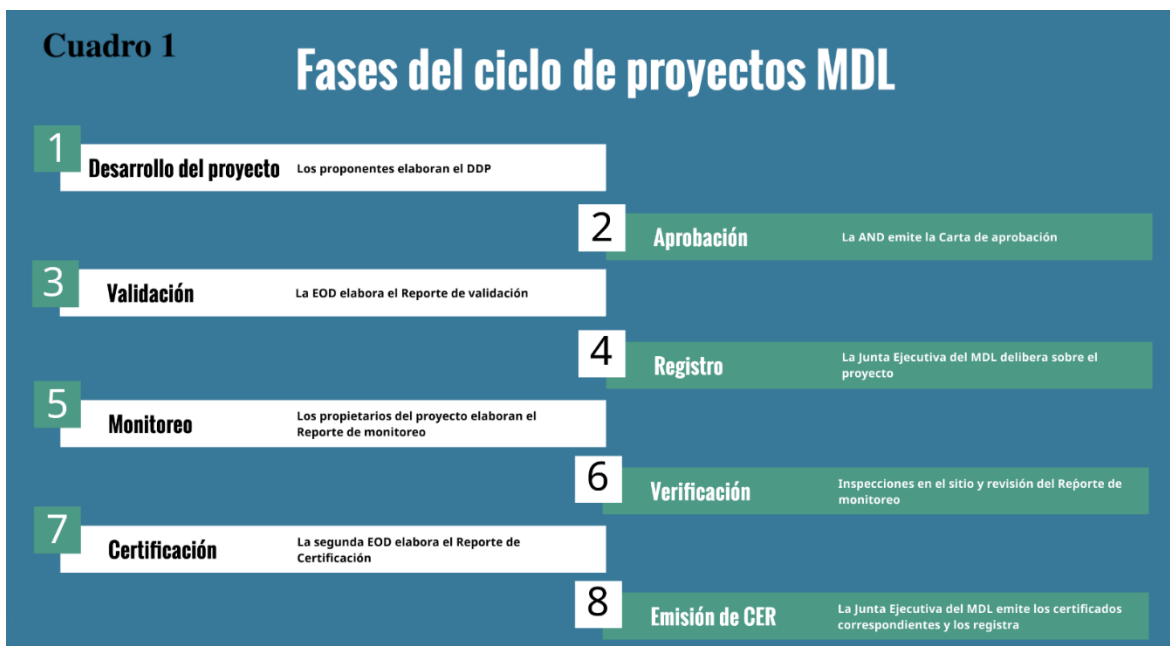 Cuadro 1
Fases del ciclo de proyectos MDL
1
Desarrollo del proyecto
Los proponentes elaboran el DDP
2
Aprobación
La AND emite la Carta de aprobación
3
Validación
La EOD elabora el Reporte de validación
4
Registro
La Junta Ejecutiva del MDL delibera sobre el
proyecto
5
Monitoreo
Los propietarios del proyecto elaboran el
Reporte de monitoreo
6
Verificación
Inspecciones en el sitio y revisión del Reṕorte de
monitoreo
7
Certificación
La segunda EOD elabora el Reporte de
Certificación
8
Emisión de CER
La Junta Ejecutiva del MDL emite los certificados
correspondientes y los registra